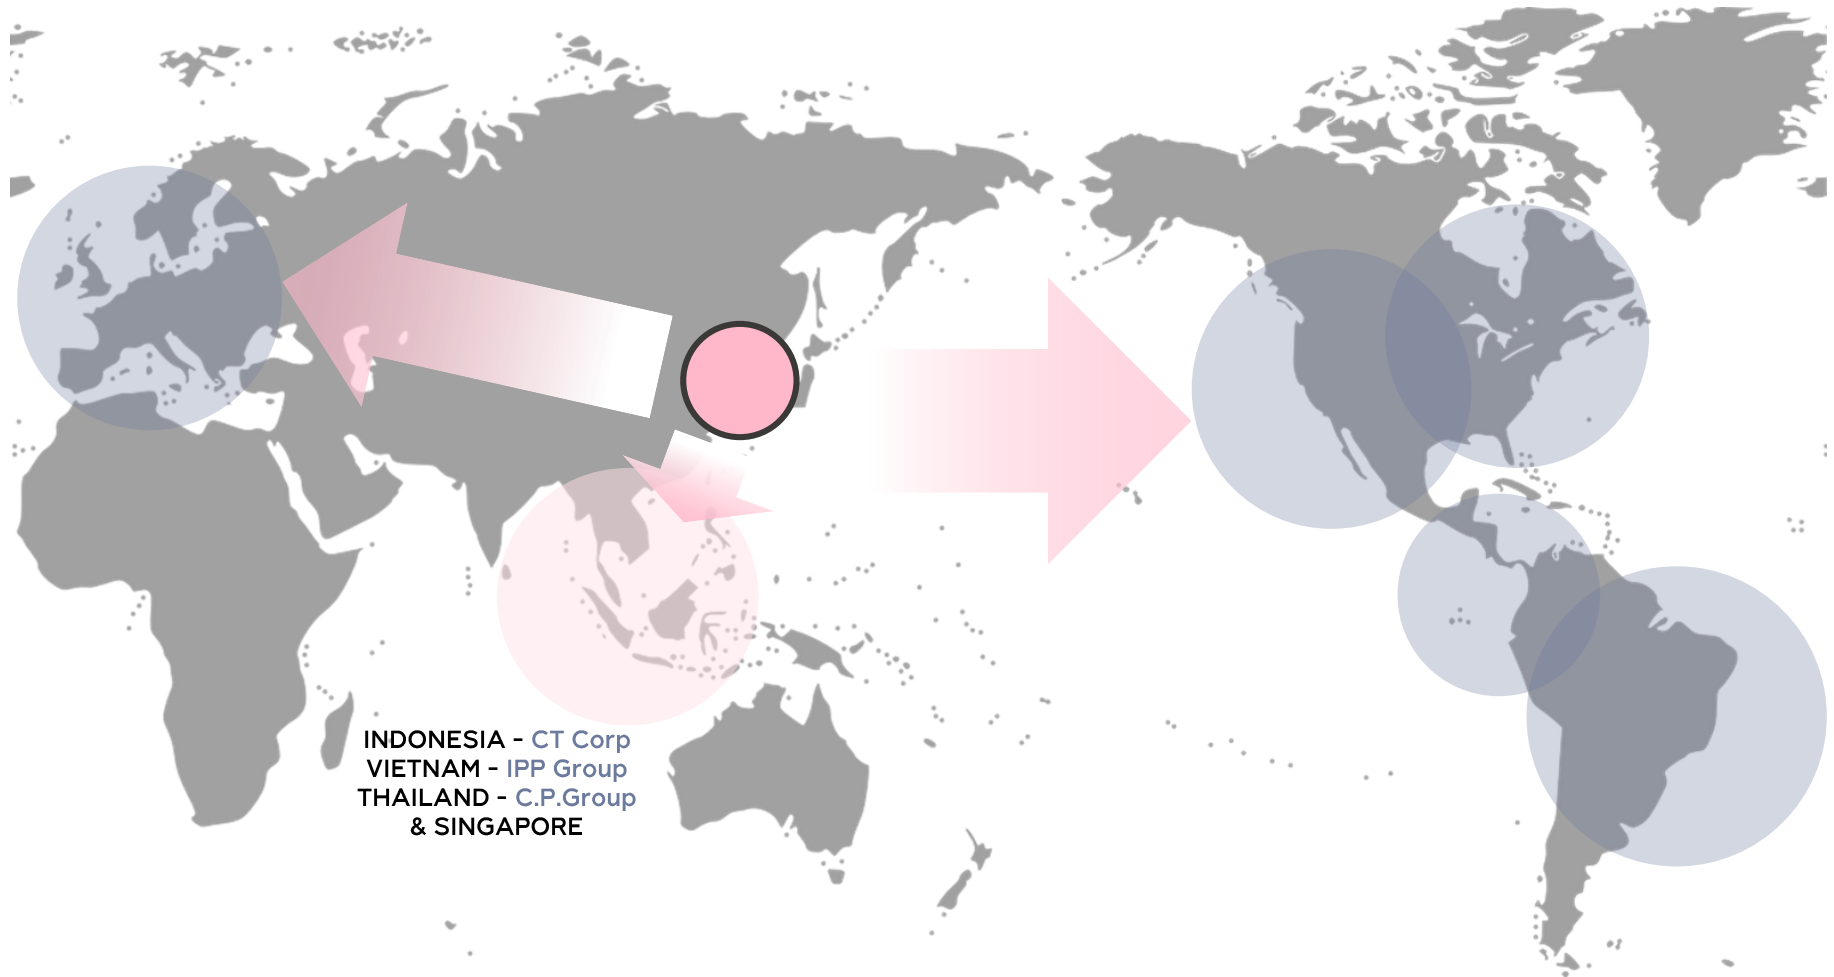 INDONESIA - CT Corp
VIETNAM - IPP Group
THAILAND - C.P.Group
& SINGAPORE